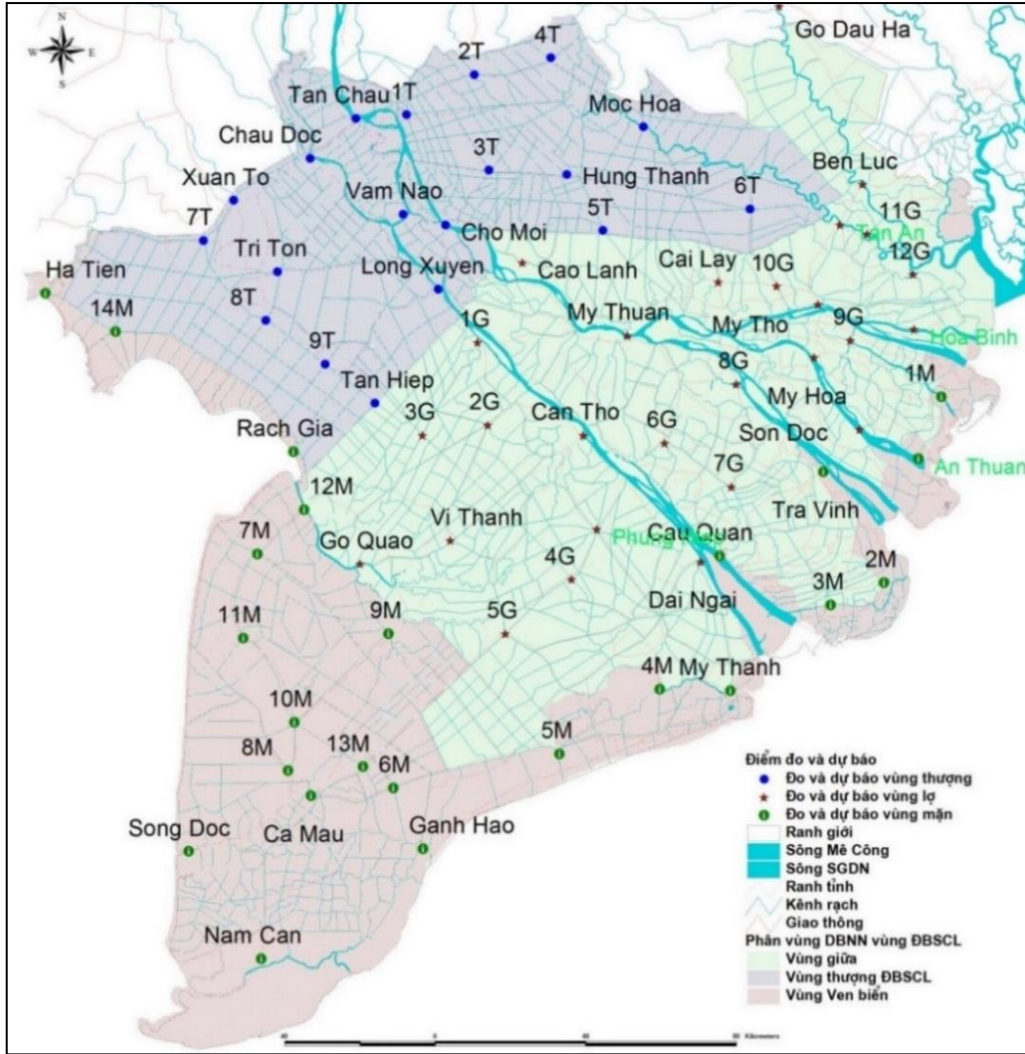 N
W E
S
Go Dau Ha
4T
2T
Tan Chau
1T
Moc Hoa
Chau Doc
3T
Ben Luc
Xuan To
Vam Nao
Hung Thanh
6T
11G
7T
5T
Tan An
Cho Moi
Tri Ton
12G
Ha Tien
Long Xuyen
Cao Lanh
Cai Lay
10G
8T
14M
1G
My Thuan
My Tho
9G
Hoa Binh
9T
8G
1M
Tan Hiep
My Hoa
3G
2G
Can Tho
6G
Rach Gia
Son Doc
An Thuan
7G
12M
Vi Thanh
Tra Vinh
7M
Go Quao
Cau Quan
4G
2M
3M
Dai Ngai
11M
9M
5G
4M
My Thanh
10M
5M
8M
13M
6M
Điểm đo và dự báo
Đo và dự báo vùng thượng
Đo và dự báo vùng lợ
Đo và dự báo vùng mặn
Ranh giới
Sông Mê Công
Sông SGDN
Ranh tỉnh
Kênh rạch
Giao thông
Phân vùng DBNN vùng ĐBSCL
Vùng giữa
Vùng thượng ĐBSCL
Vùng Ven biển
Song Doc
Ca Mau
Ganh Hao
Nam Can
0
Kilometers